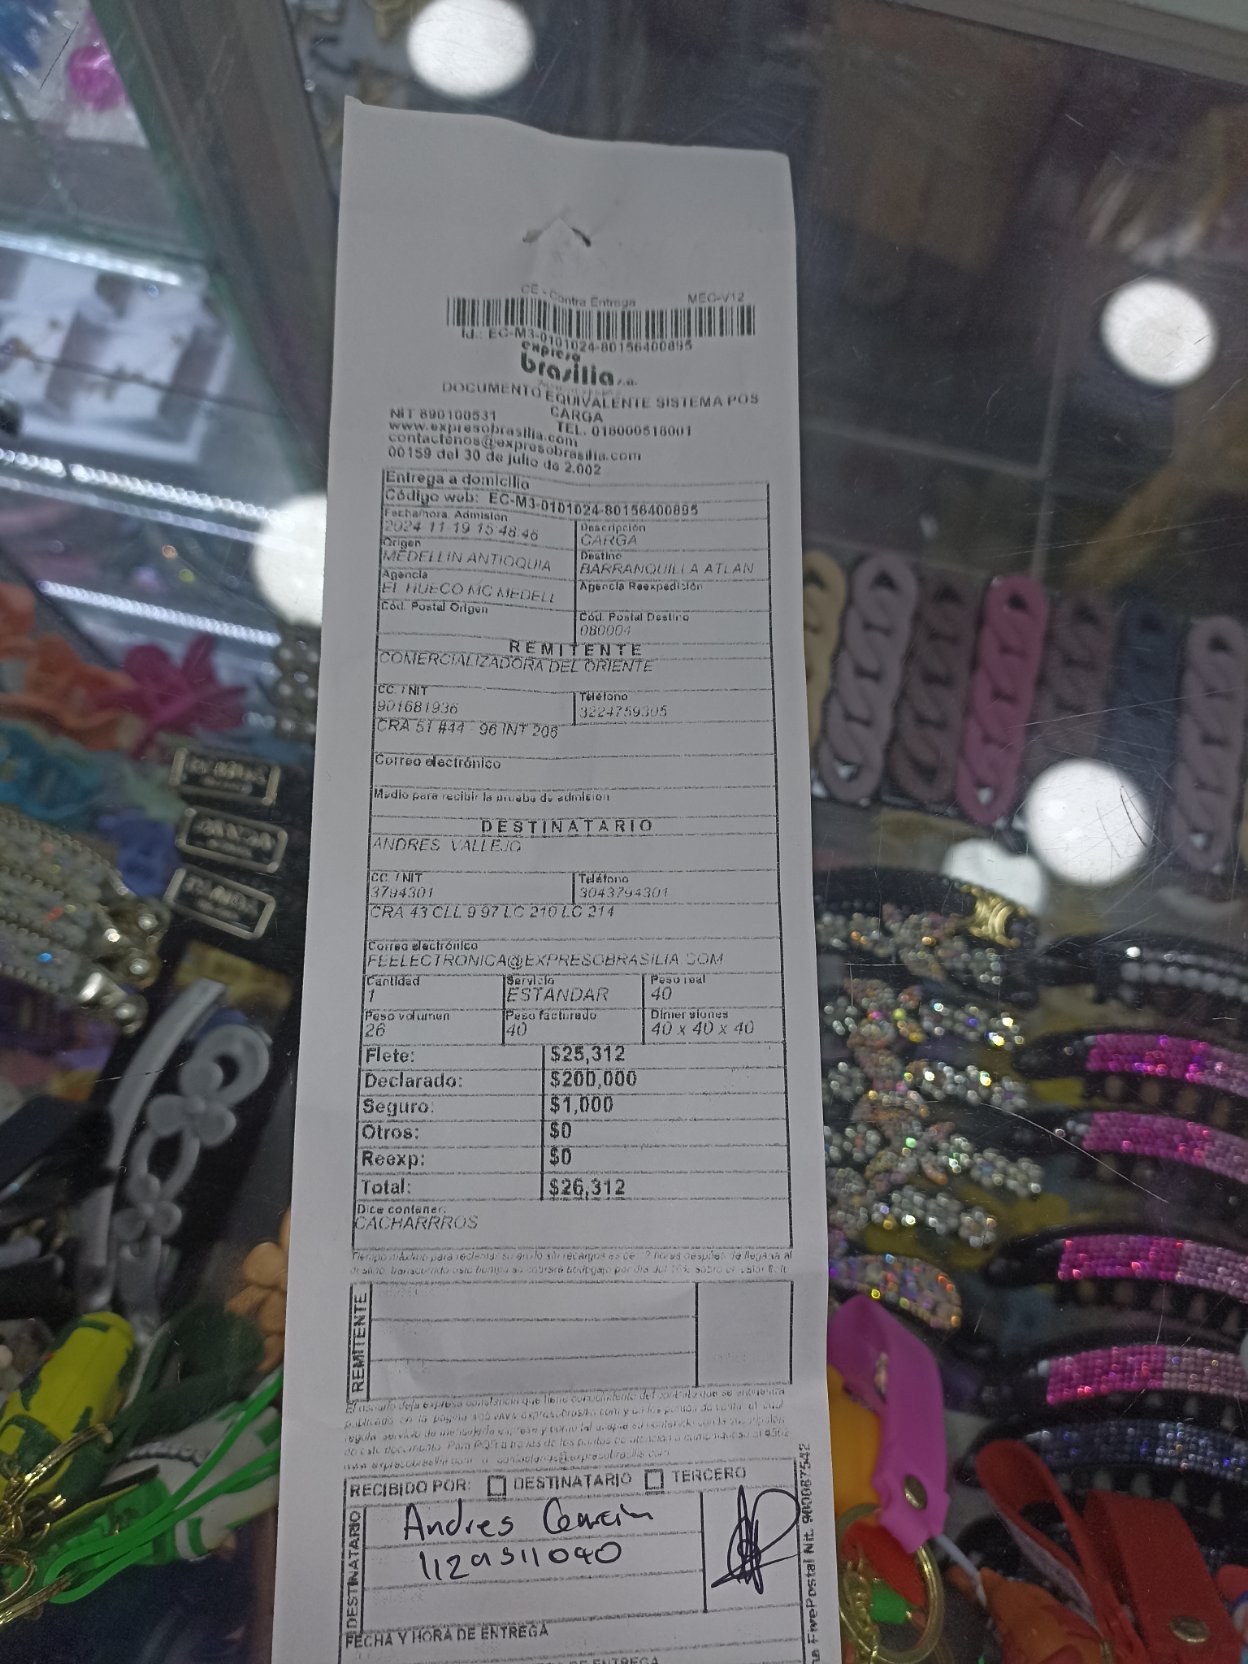 CE - Contra Entrega MEC-V12
Id.: EC-M3-0101024-80156400895
expreso
brasilia s.a.
DOCUMENTO EQUIVALENTE SISTEMA POS
CARGA
NIT 890100531 TEL. 018000518001
www.expresobrasilia.com
contactenos@expresobrasilia.com
00159 del 30 de julio de 2.002
Entrega a domicilio
Código web: EC-M3-0101024-80156400895
Fecha/hora. Admisión
2024-11-19 15:48:46
Descripción
CARGA
Origen
MEDELLIN ANTIOQUIA
Destino
BARRANQUILLA ATLAN
Agencia
EL HUECO MC MEDELL
Agencia Reexpedición
Cód. Postal Origen
Cód. Postal Destino
080004
REMITENTE
COMERCIALIZADORA DEL ORIENTE
CC. / NIT
901681936
Teléfono
3224759305
CRA 51 #44 - 96 INT 206
Correo electrónico
Medio para recibir la prueba de admision
DESTINATARIO
ANDRES VALLEJO
CC. / NIT
3794301
Teléfono
3043794301
CRA 43 CLL 9 97 LC 210 LC 214
Correo electrónico
FELECTRONICA@EXPRESOBRASILIA.COM
Cantidad
1
Servicio
ESTANDAR
Peso real
40
Peso volumen
26
Peso facturado
40
Dimensiones
40 x 40 x 40
Flete: $25,312
Declarado: $200,000
Seguro: $1,000
Otros: $0
Reexp: $0
Total: $26,312
Dice contener:
CACHARRROS
REMITENTE
RECIBIDO POR: DESTINATARIO TERCERO
DESTINATARIO
Andres
1129511040
FECHA Y HORA DE ENTREGA
DE ENTREGA
FivePostal Nit. 900087542